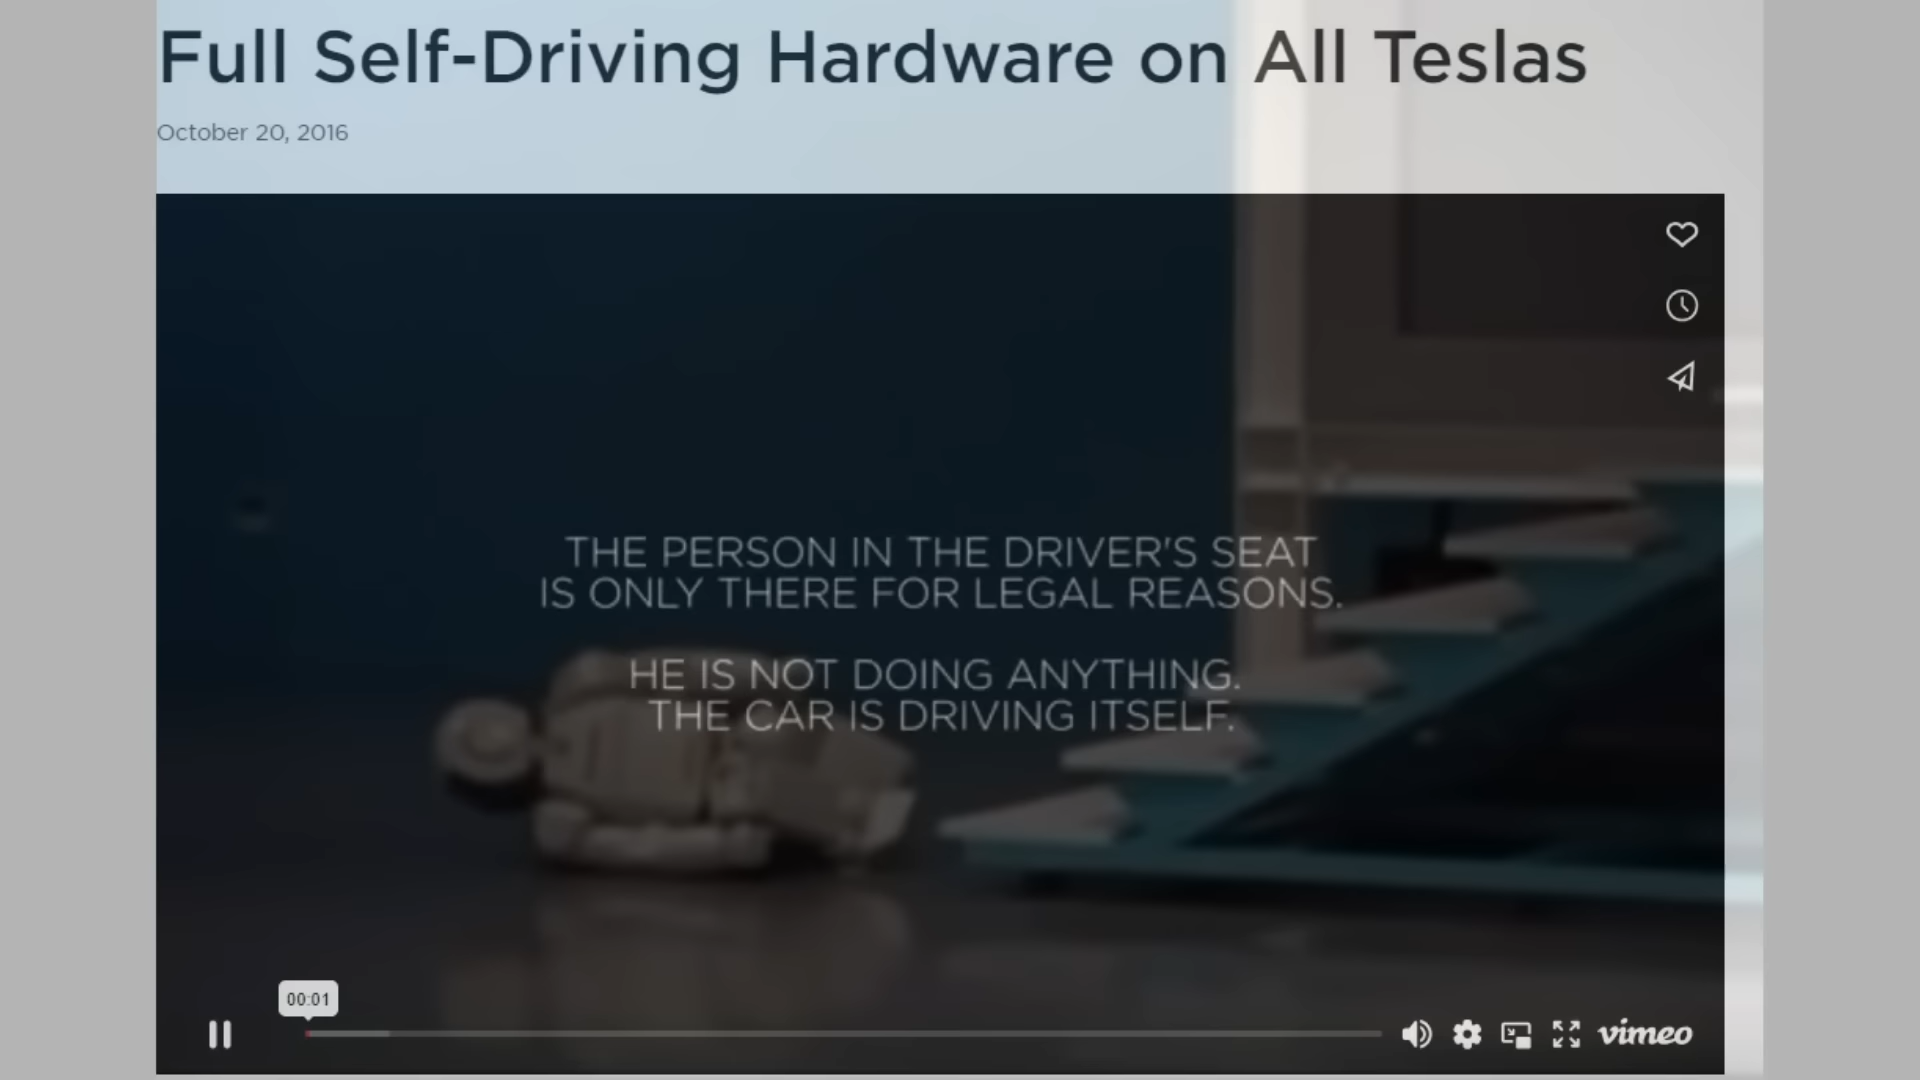 Full Self-Driving Hardware on All Teslas
October 20, 2016
THE PERSON IN THE DRIVER'S SEAT
IS ONLY THERE FOR LEGAL REASONS.
HE IS NOT DOING ANYTHING.
THE CAR IS DRIVING ITSELF.
00:01
vimeo